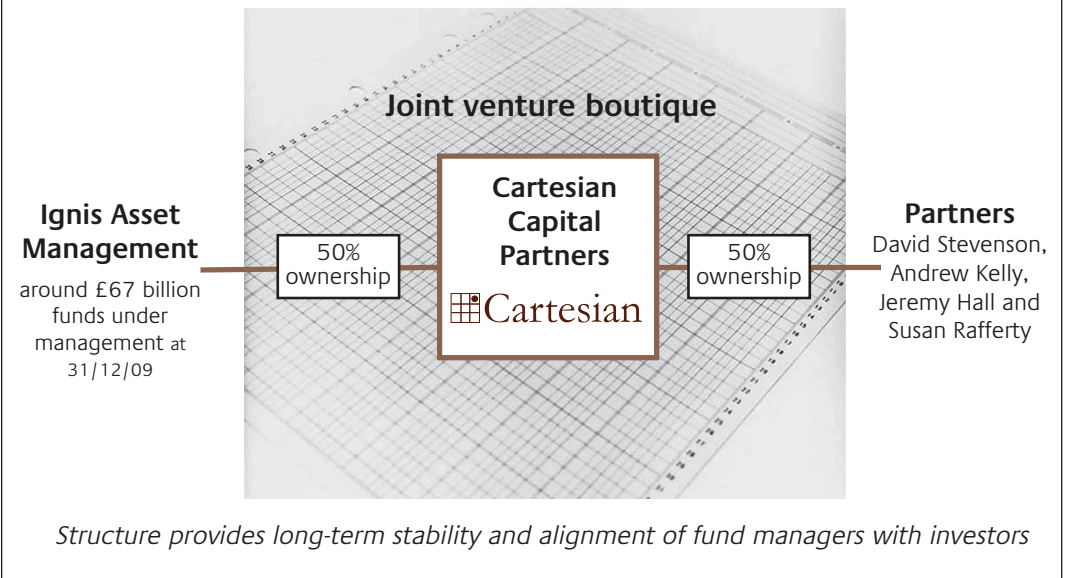 Joint venture boutique
Ignis Asset
Management
around £67 billion
funds under
management at
31/12/09
50%
ownership
Cartesian
Capital
Partners
Cartesian
50%
ownership
Partners
David Stevenson,
Andrew Kelly,
Jeremy Hall and
Susan Rafferty
Structure provides long-term stability and alignment of fund managers with investors